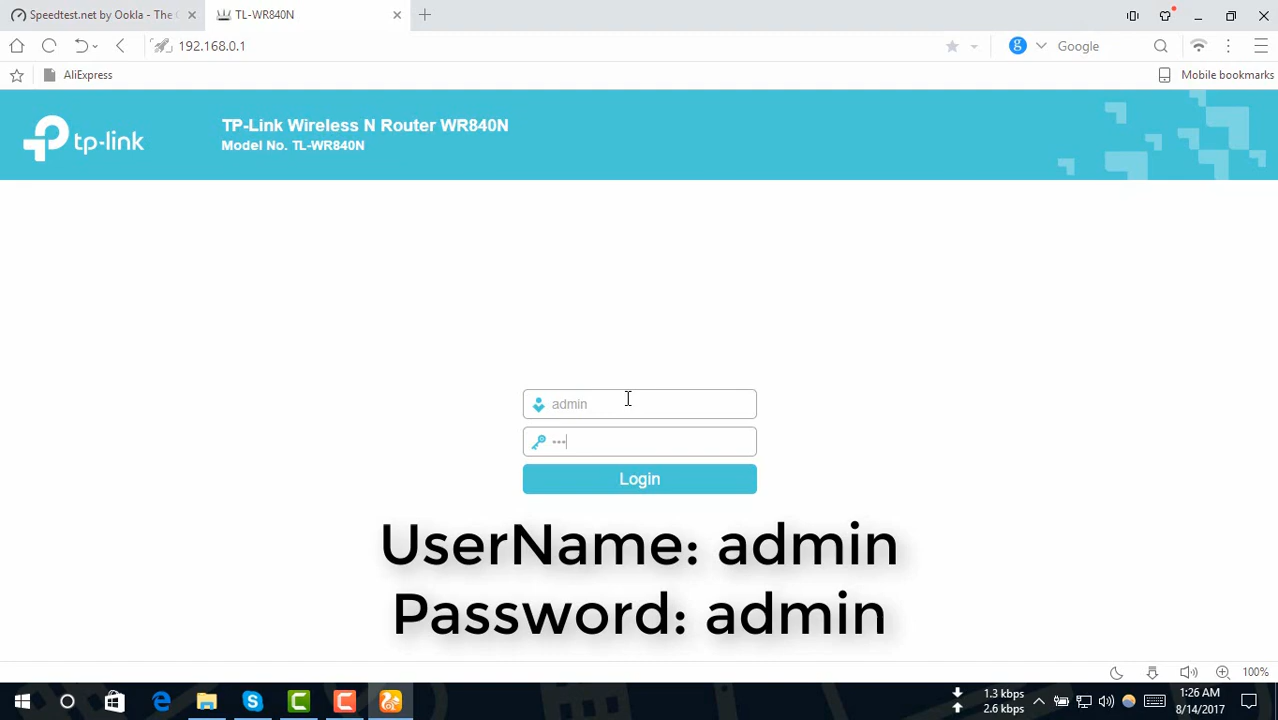 Speedtest.net by Ookla - The G
TL-WR840N
192.168.0.1
g
Google
AliExpress
Mobile bookmarks
tp-link
TP-Link Wireless N Router WR840N
Model No. TL-WR840N
admin
•••
Login
UserName: admin
Password: admin
100%
1.3 kbps
2.6 kbps
1:26 AM
8/14/2017